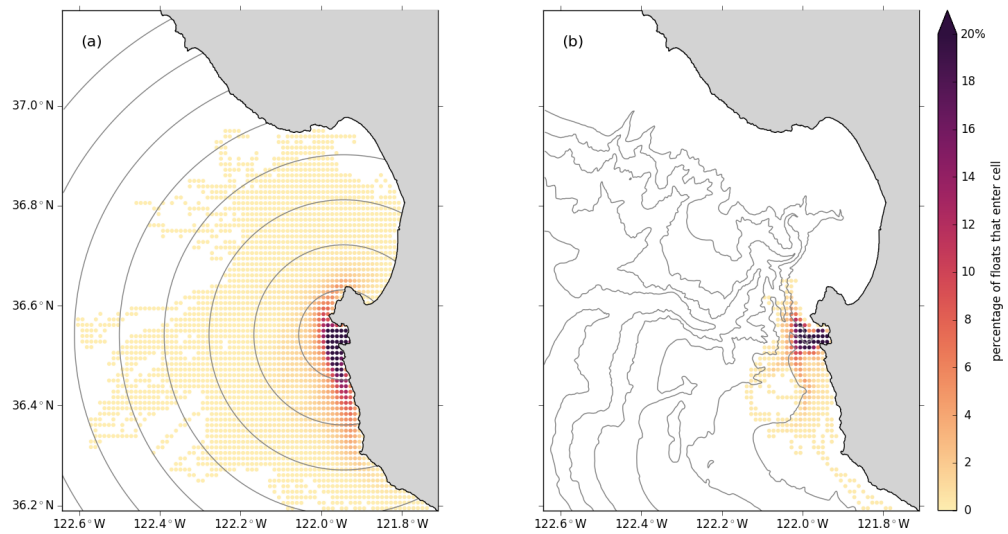 (a)
(b)
37.0°N
36.8°N
36.6°N
36.4°N
36.2°N
122.6°W
122.4°W
122.2°W
122.0°W
121.8°W
122.6°W
122.4°W
122.2°W
122.0°W
121.8°W
20%
18
16
14
12
10
8
6
4
2
0
percentage of floats that enter cell